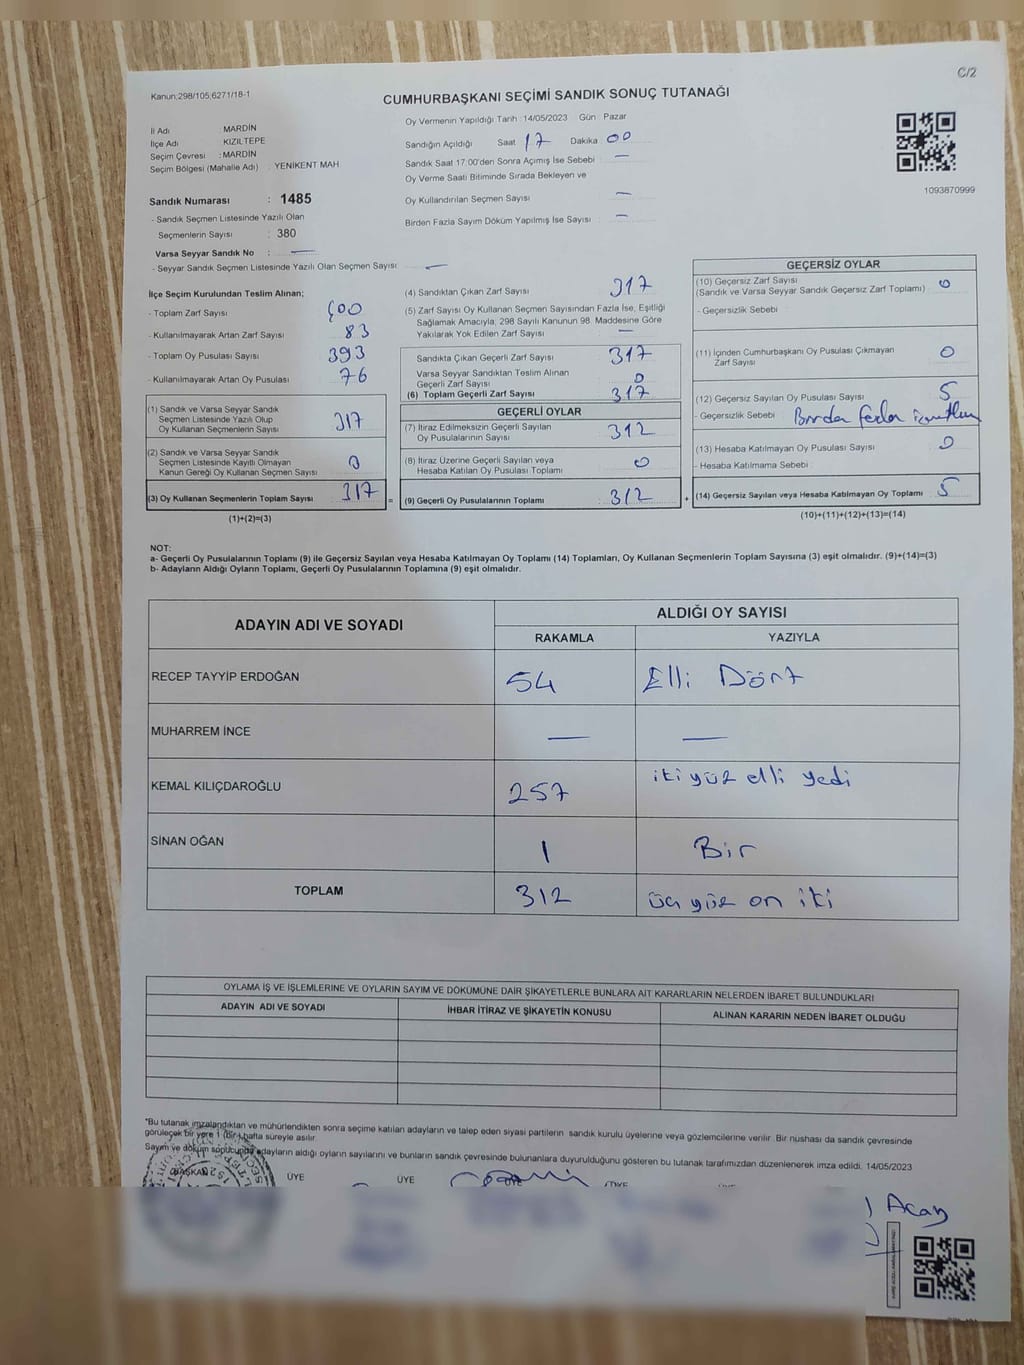 C/2
Kanun:298/105;6271/18-1
CUMHURBAŞKANI SEÇİMİ SANDIK SONUÇ TUTANAĞI
İl Adı MARDİN
İlçe Adı KIZILTEPE
Seçim Çevresi : MARDİN
Seçim Bölgesi (Mahalle Adı) : YENİKENT MAH
Sandık Numarası : 1485
- Sandık Seçmen Listesinde Yazılı Olan
Seçmenlerin Sayısı : 380
Varsa Seyyar Sandık No : —
- Seyyar Sandık Seçmen Listesinde Yazılı Olan Seçmen Sayısı: —
Oy Vermenin Yapıldığı Tarih :14/05/2023 Gün Pazar
Sandığın Açıldığı Saat 17 Dakika 00
Sandık Saat 17:00'den Sonra Açımış İse Sebebi : —
Oy Verme Saati Bitiminde Sırada Bekleyen ve
Oy Kullandırılan Seçmen Sayısı : —
Birden Fazla Sayım Döküm Yapılmış İse Sayısı : —
1093870999
İlçe Seçim Kurulundan Teslim Alınan;
- Toplam Zarf Sayısı : 400
- Kullanılmayarak Artan Zarf Sayısı : 83
- Toplam Oy Pusulası Sayısı : 393
- Kullanılmayarak Artan Oy Pusulası : 76
(1) Sandık ve Varsa Seyyar Sandık
Seçmen Listesinde Yazılı Olup
Oy Kullanan Seçmenlerin Sayısı : 317
(2) Sandık ve Varsa Seyyar Sandık
Seçmen Listesinde Kayıtlı Olmayan
Kanun Gereği Oy Kullanan Seçmen Sayısı : 0
(3) Oy Kullanan Seçmenlerin Toplam Sayısı : 317
(1)+(2)=(3)
(4) Sandıktan Çıkan Zarf Sayısı : 317
(5) Zarf Sayısı Oy Kullanan Seçmen Sayısından Fazla İse, Eşitliği
Sağlamak Amacıyla, 298 Sayılı Kanunun 98. Maddesine Göre
Yakılarak Yok Edilen Zarf Sayısı : —
Sandıkta Çıkan Geçerli Zarf Sayısı : 317
Varsa Seyyar Sandıktan Teslim Alınan
Geçerli Zarf Sayısı : 0
(6) Toplam Geçerli Zarf Sayısı : 317
GEÇERLİ OYLAR
(7) İtiraz Edilmeksizin Geçerli Sayılan
Oy Pusulalarının Sayısı : 312
(8) İtiraz Üzerine Geçerli Sayılan veya
Hesaba Katılan Oy Pusulası Toplamı : 0
= (9) Geçerli Oy Pusulalarının Toplamı : 312
GEÇERSİZ OYLAR
(10) Geçersiz Zarf Sayısı : 0
(Sandık ve Varsa Seyyar Sandık Geçersiz Zarf Toplamı)
- Geçersizlik Sebebi
(11) İçinden Cumhurbaşkanı Oy Pusulası Çıkmayan
Zarf Sayısı : 0
(12) Geçersiz Sayılan Oy Pusulası Sayısı : 5
- Geçersizlik Sebebi : Birden fazla
(13) Hesaba Katılmayan Oy Pusulası Sayısı : 0
- Hesaba Katılmama Sebebi
+ (14) Geçersiz Sayılan veya Hesaba Katılmayan Oy Toplamı : 5
(10)+(11)+(12)+(13)=(14)
NOT:
a- Geçerli Oy Pusulalarının Toplamı (9) ile Geçersiz Sayılan veya Hesaba Katılmayan Oy Toplamı (14) Toplamları, Oy Kullanan Seçmenlerin Toplam Sayısına (3) eşit olmalıdır. (9)+(14)=(3)
b- Adayların Aldığı Oyların Toplamı, Geçerli Oy Pusulalarının Toplamına (9) eşit olmalıdır.
ADAYIN ADI VE SOYADI
ALDIĞI OY SAYISI
RAKAMLA YAZIYLA
RECEP TAYYİP ERDOĞAN 54 Elli Dört
MUHARREM İNCE — —
KEMAL KILIÇDAROĞLU 257 iki yüz elli yedi
SİNAN OĞAN 1 Bir
TOPLAM 312 üç yüz on iki
OYLAMA İŞ VE İŞLEMLERİNE VE OYLARIN SAYIM VE DÖKÜMÜNE DAİR ŞİKAYETLERLE BUNLARA AİT KARARLARIN NELERDEN İBARET BULUNDUKLARI
ADAYIN ADI VE SOYADI İHBAR İTİRAZ VE ŞİKAYETİN KONUSU ALINAN KARARIN NEDEN İBARET OLDUĞU
*Bu tutanak imzalandıktan ve mühürlendikten sonra seçime katılan adayların ve talep eden siyasi partilerin sandık kurulu üyelerine veya gözlemcilerine verilir. Bir nushası da sandık çevresinde
görülecek bir yere 1 (bir) hafta süreyle asılır.
Sayım ve döküm sonucunda adayların aldığı oyların sayılarını ve bunların sandık çevresinde bulunanlara duyurulduğunu gösteren bu tutanak tarafımızdan düzenlenerek imza edildi. 14/05/2023
BAŞKAN ÜYE ÜYE ÜYE ÜYE
Acay